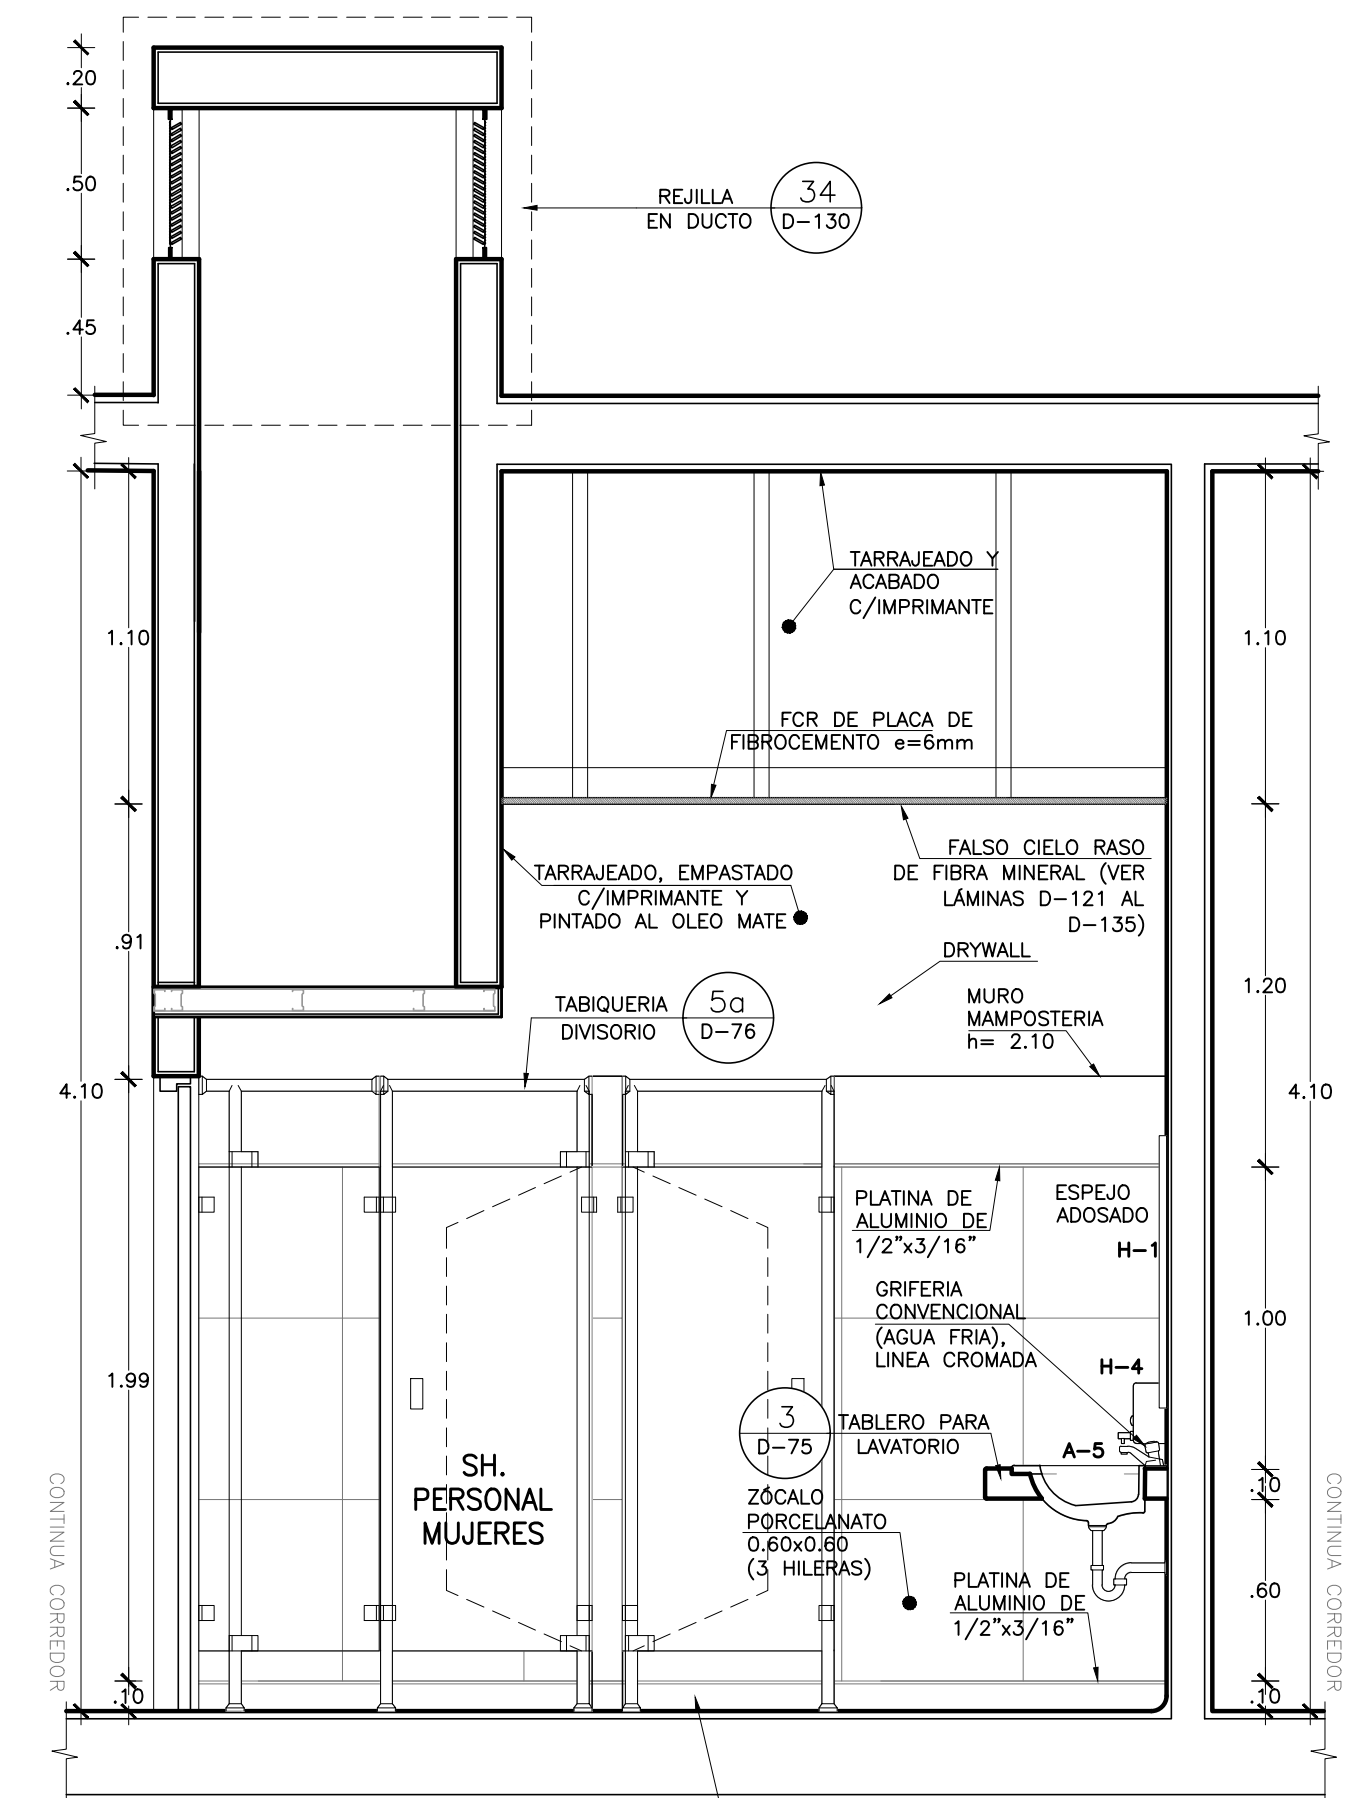 .20
.50
.45
REJILLA
EN DUCTO
34
D-130
1.10
.91
4.10
1.99
.10
TARRAJEADO Y
ACABADO
C/IMPRIMANTE
FCR DE PLACA DE
FIBROCEMENTO e=6mm
FALSO CIELO RASO
DE FIBRA MINERAL (VER
LÁMINAS D-121 AL
D-135)
TARRAJEADO, EMPASTADO
C/IMPRIMANTE Y
PINTADO AL OLEO MATE
DRYWALL
TABIQUERIA
DIVISORIO
5a
D-76
MURO
MAMPOSTERIA
h= 2.10
PLATINA DE
ALUMINIO DE
1/2"x3/16"
ESPEJO
ADOSADO
H-1
GRIFERIA
CONVENCIONAL
(AGUA FRIA),
LINEA CROMADA
H-4
3
D-75
TABLERO PARA
LAVATORIO
A-5
SH.
PERSONAL
MUJERES
ZÓCALO
PORCELANATO
0.60x0.60
(3 HILERAS)
PLATINA DE
ALUMINIO DE
1/2"x3/16"
1.10
1.20
4.10
1.00
.10
.60
.10
CONTINUA CORREDOR
CONTINUA CORREDOR